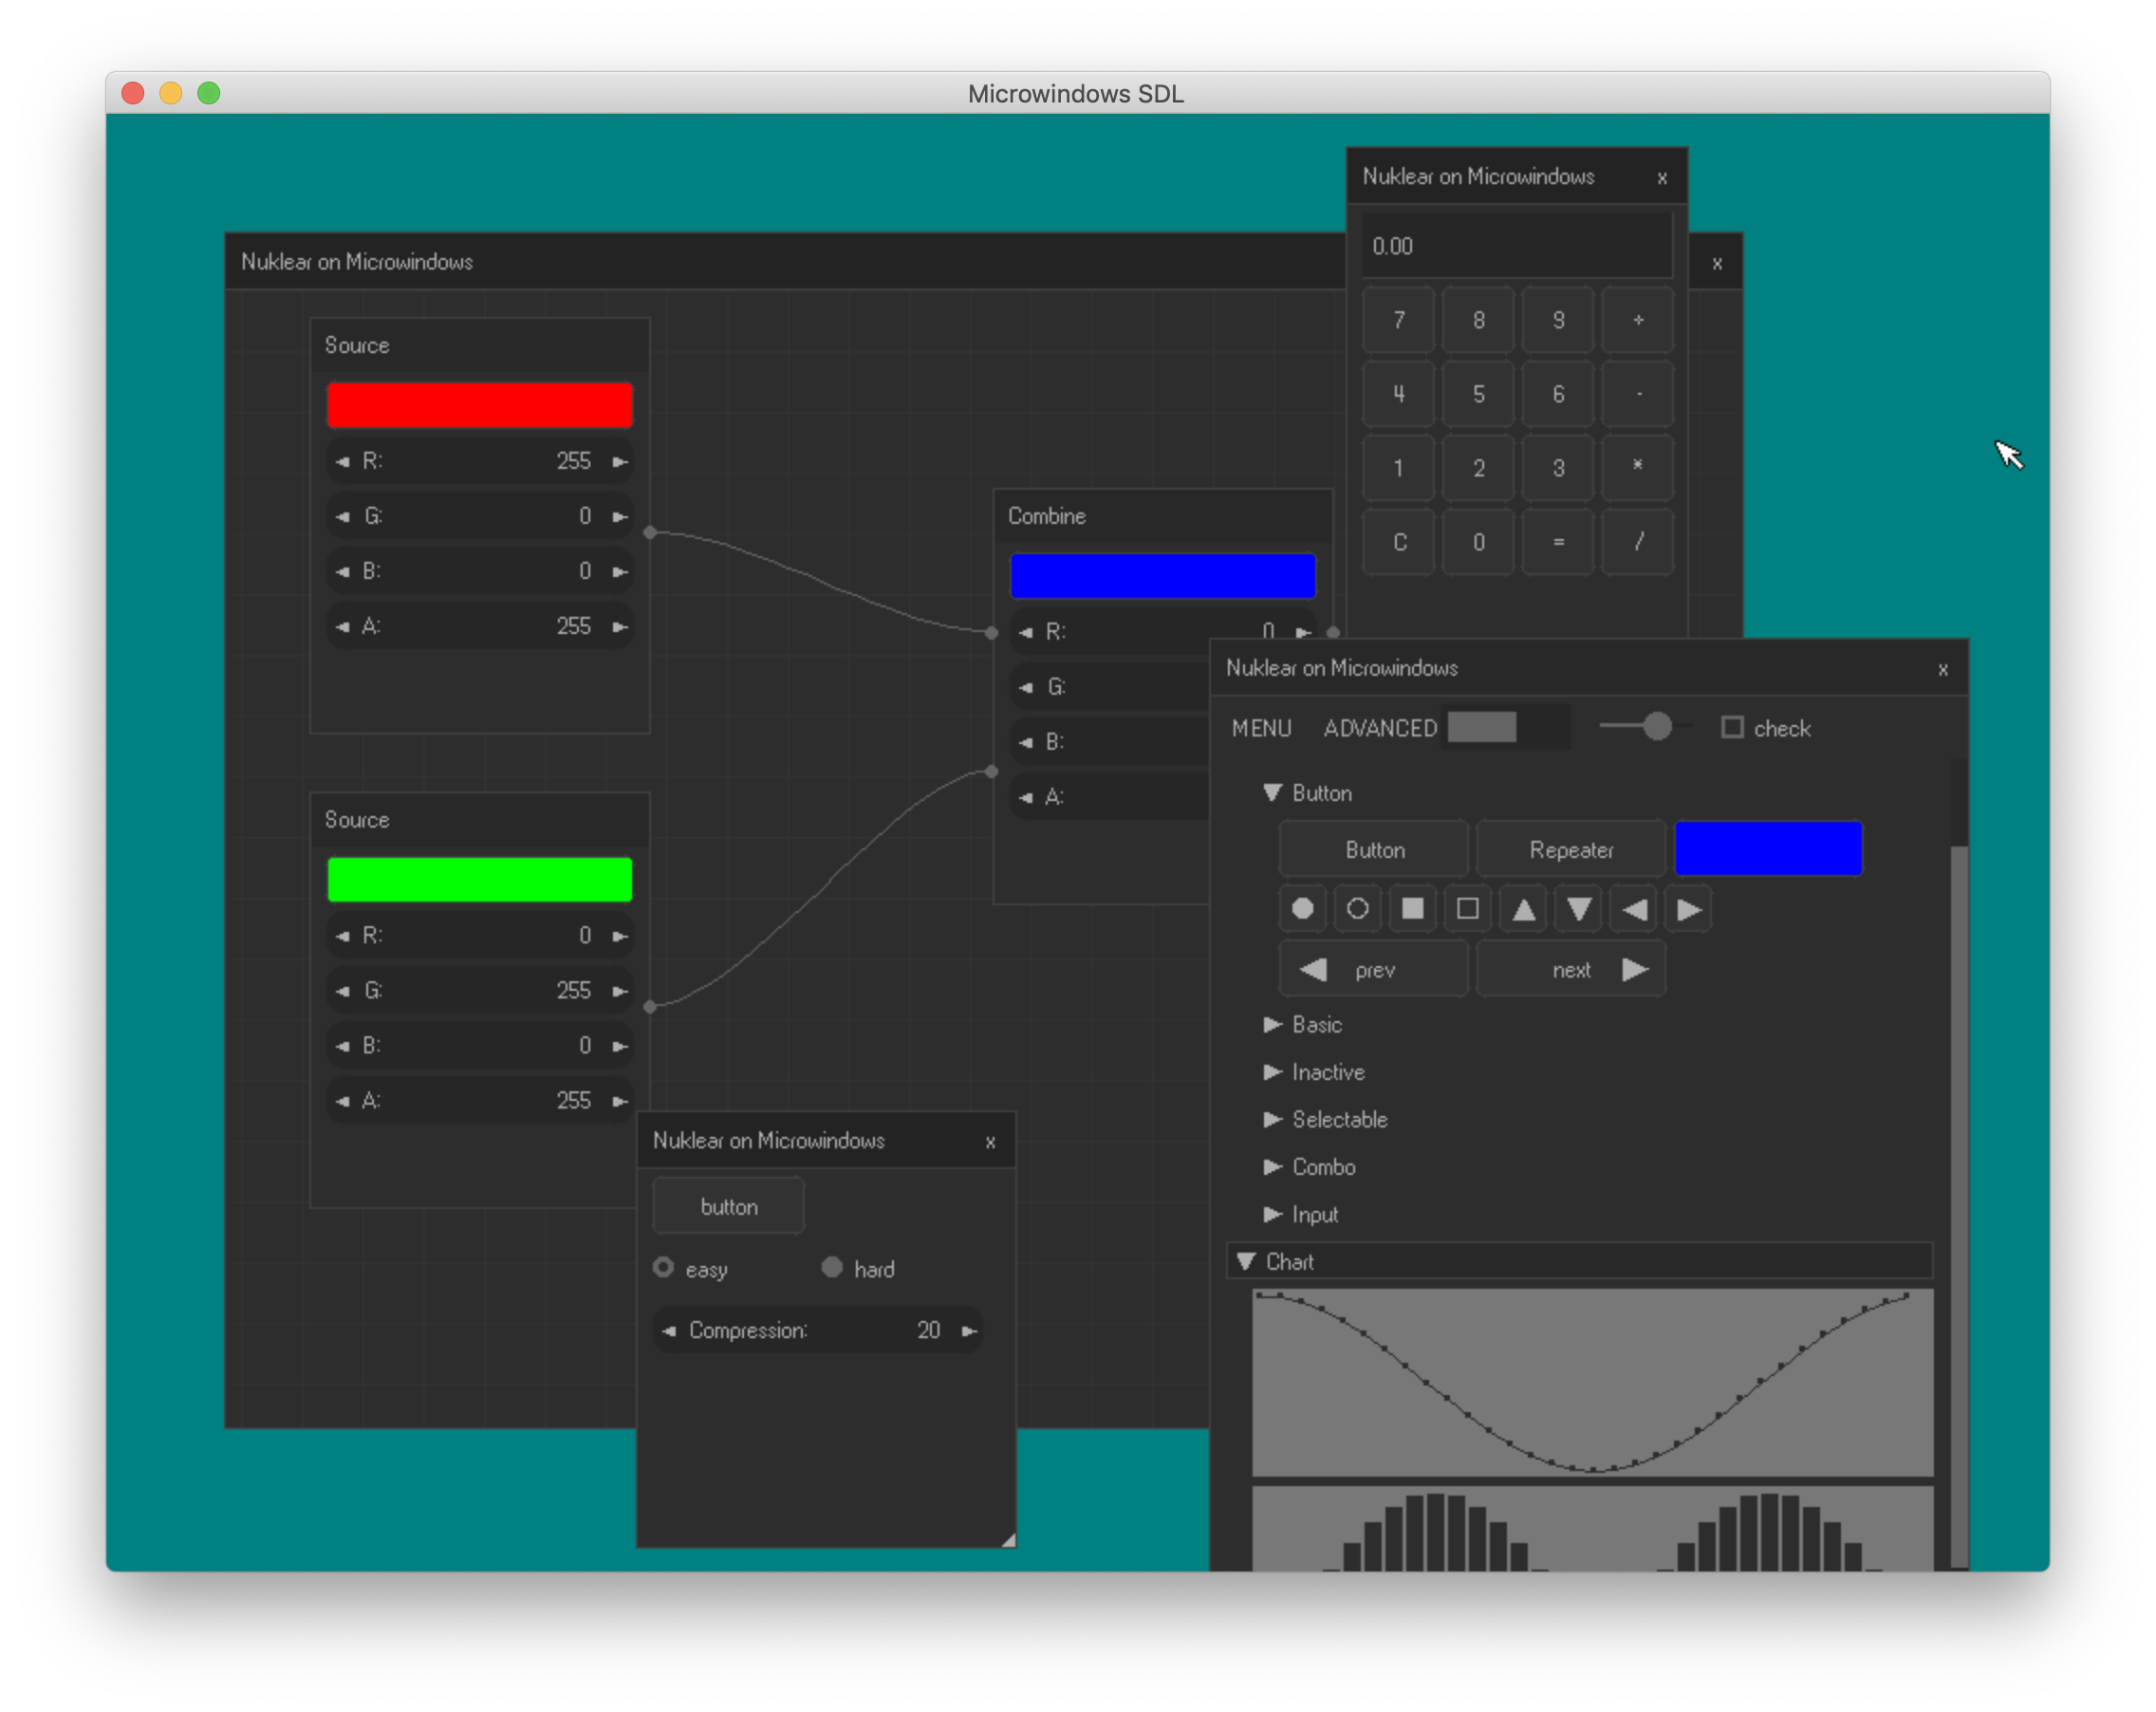 Microwindows SDL
Nuklear on Microwindows x
Source
R: 255
G: 0
B: 0
A: 255
Source
R: 0
G: 255
B: 0
A: 255
Combine
R: 0
G:
B:
A:
Nuklear on Microwindows x
0.00
7 8 9 +
4 5 6 -
1 2 3 *
C 0 = /
Nuklear on Microwindows x
MENU ADVANCED check
Button
Button Repeater
prev next
Basic
Inactive
Selectable
Combo
Input
Chart
Nuklear on Microwindows x
button
easy hard
Compression: 20